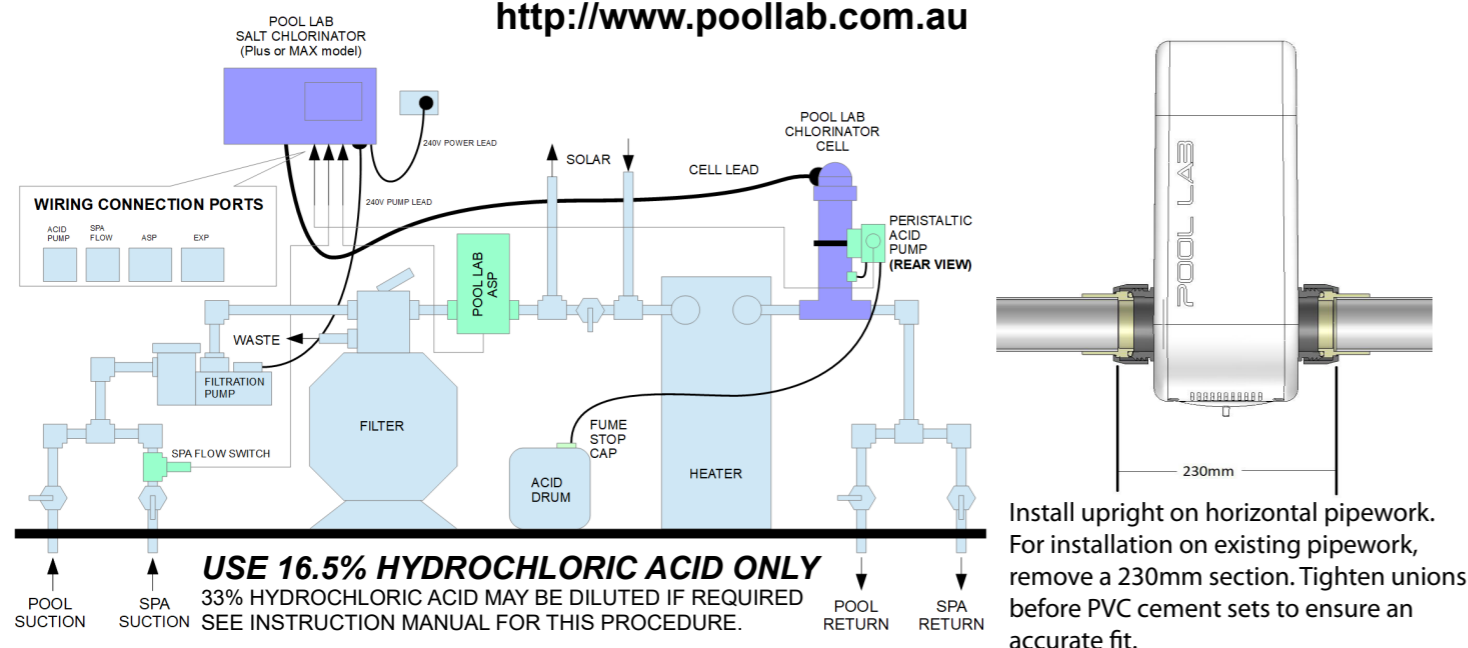 http://www.poollab.com.au
POOL LAB
SALT CHLORINATOR
(Plus or MAX model)
240V POWER LEAD
POOL LAB
CHLORINATOR
CELL
SOLAR
CELL LEAD
WIRING CONNECTION PORTS
240V PUMP LEAD
ACID
PUMP
SPA
FLOW
ASP
EXP
PERISTALTIC
ACID
PUMP
(REAR VIEW)
POOL LAB
ASP
WASTE
FILTRATION
PUMP
FILTER
SPA FLOW SWITCH
FUME
STOP
CAP
ACID
DRUM
HEATER
USE 16.5% HYDROCHLORIC ACID ONLY
33% HYDROCHLORIC ACID MAY BE DILUTED IF REQUIRED
SEE INSTRUCTION MANUAL FOR THIS PROCEDURE.
POOL
SUCTION
SPA
SUCTION
POOL
RETURN
SPA
RETURN
POOL LAB
230mm
Install upright on horizontal pipework.
For installation on existing pipework,
remove a 230mm section. Tighten unions
before PVC cement sets to ensure an
accurate fit.